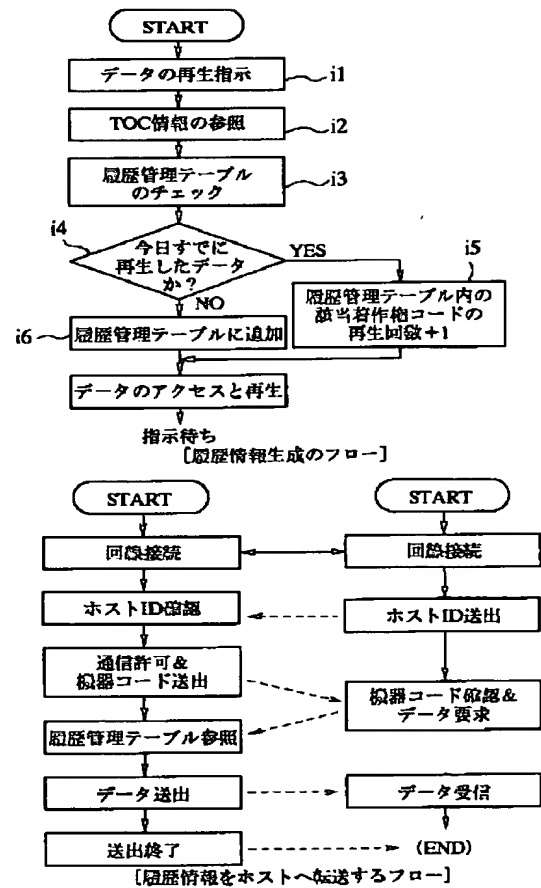 START
データの再生指示
i1
TOC情報の参照
i2
履歴管理テーブル
のチェック
i3
i4
今日すでに
再生したデータ
か?
YES
i5
履歴管理テーブル内の
該当著作物コードの
再生回数+1
NO
i6
履歴管理テーブルに追加
データのアクセスと再生
指示待ち
[履歴情報生成のフロー]
START
START
回線接続
回線接続
ホストID確認
ホストID送出
通信許可&
機器コード送出
機器コード確認&
データ要求
履歴管理テーブル参照
データ送出
データ受信
送出終了
(END)
[履歴情報をホストへ転送するフロー]